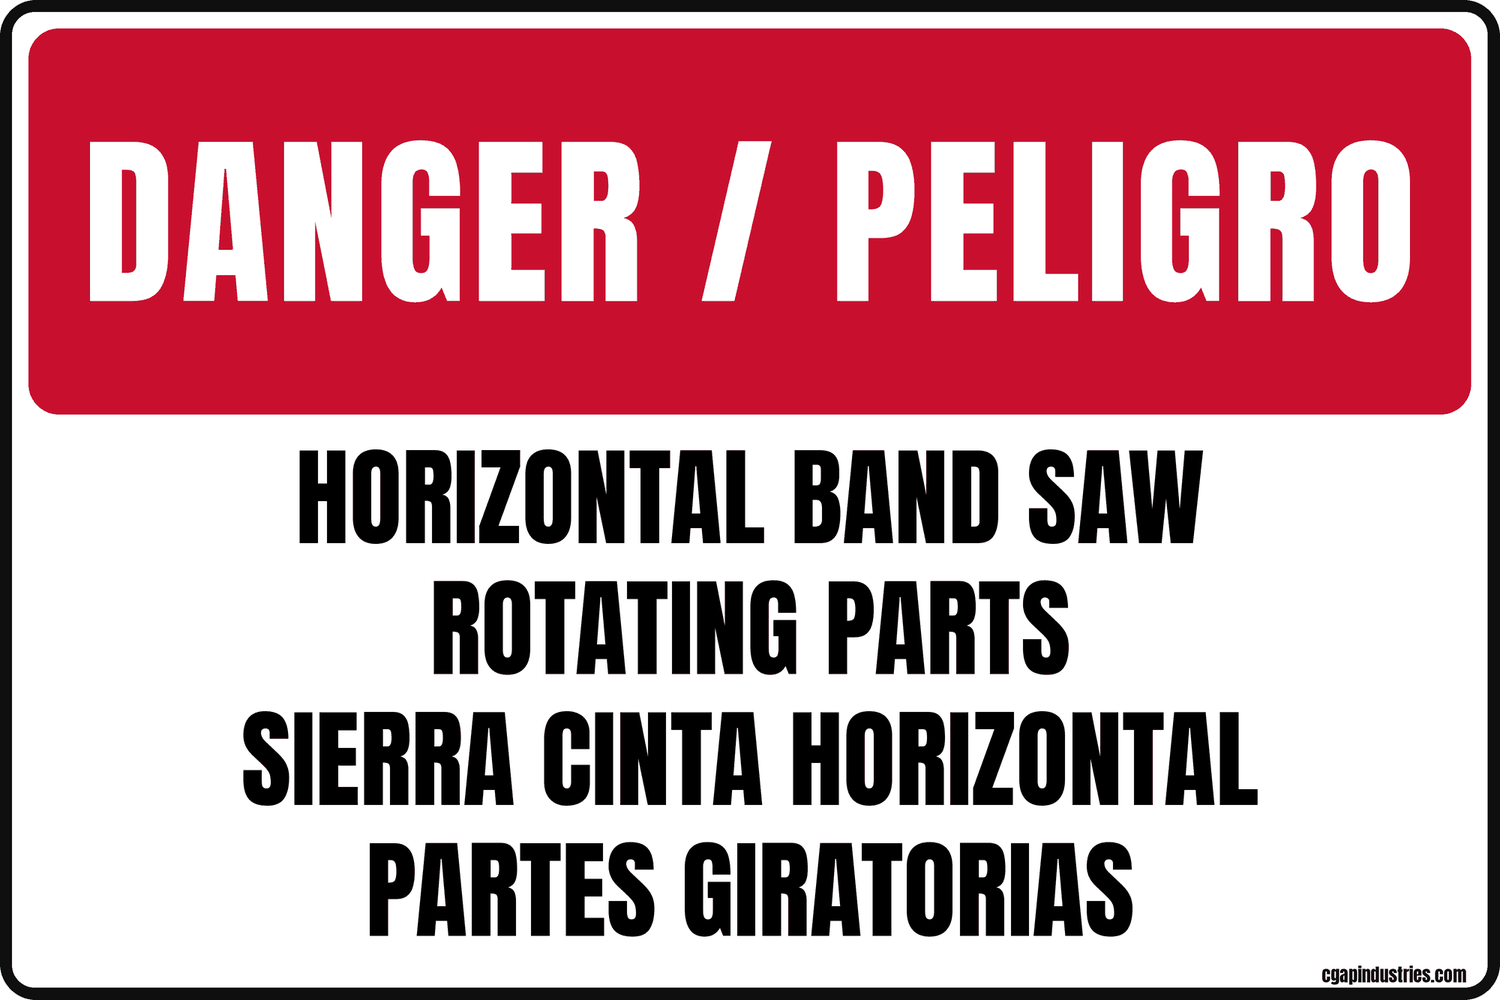 DANGER / PELIGRO
HORIZONTAL BAND SAW
ROTATING PARTS
SIERRA CINTA HORIZONTAL
PARTES GIRATORIAS
cgapindustries.com